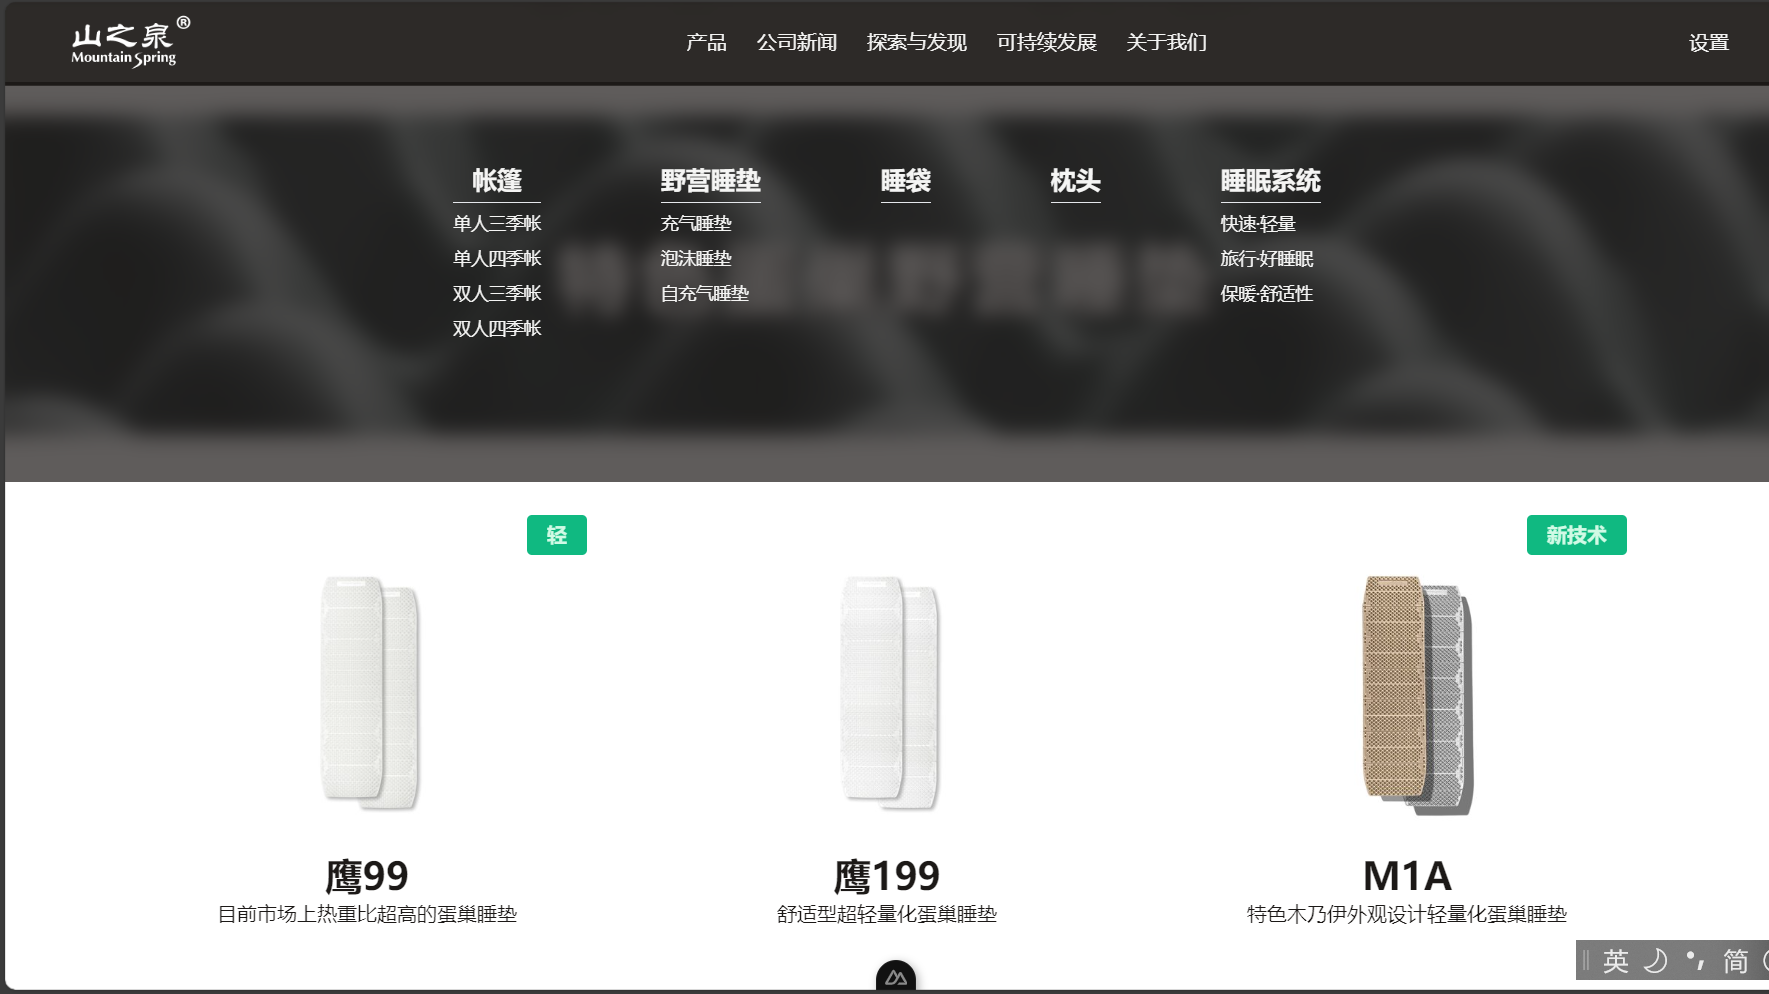 山之泉®
Mountain Spring
产品 公司新闻 探索与发现 可持续发展 关于我们 设置
帐篷 野营睡垫 睡袋 枕头 睡眠系统
单人三季帐 充气睡垫 快速·轻量
单人四季帐 泡沫睡垫 旅行·好睡眠
双人三季帐 自充气睡垫 保暖·舒适性
双人四季帐
轻 新技术
鹰99 鹰199 M1A
目前市场上热重比超高的蛋巢睡垫 舒适型超轻量化蛋巢睡垫 特色木乃伊外观设计轻量化蛋巢睡垫
英 简